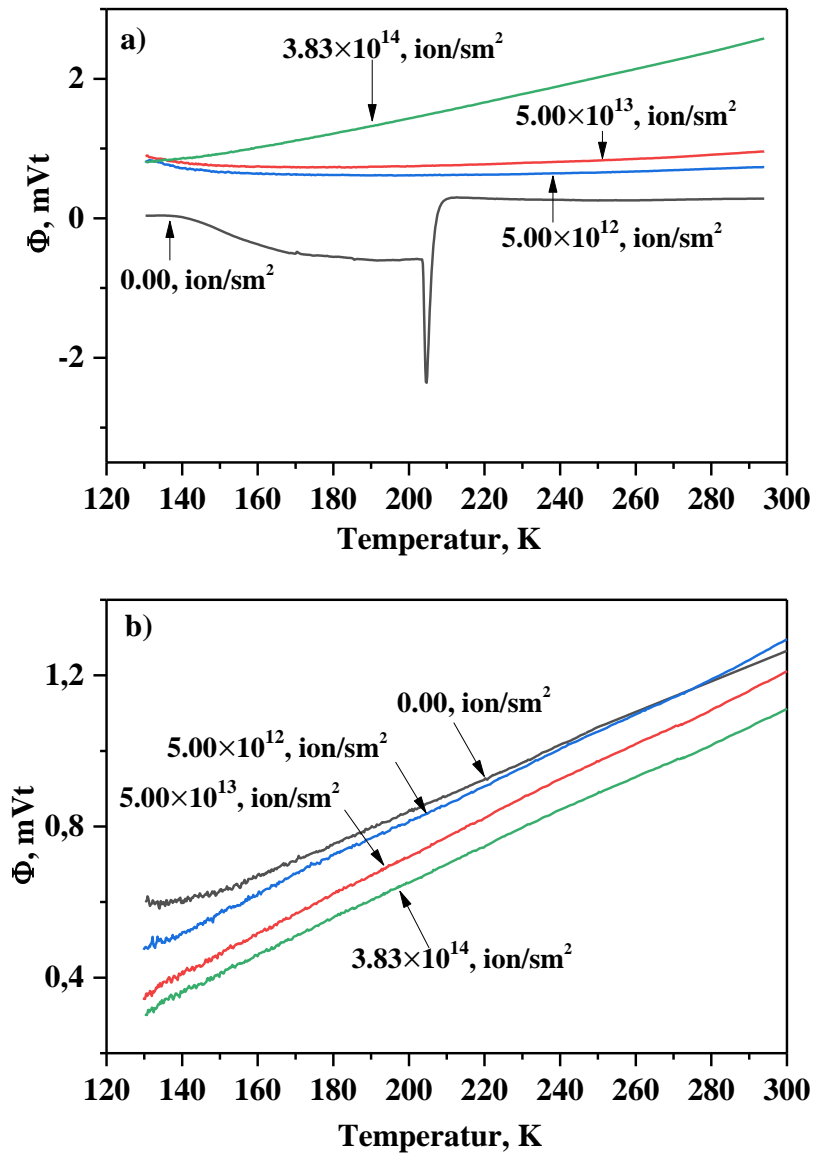 a)
3.83×10¹⁴, ion/sm²
5.00×10¹³, ion/sm²
5.00×10¹², ion/sm²
0.00, ion/sm²
Φ, mVt
2
0
-2
120 140 160 180 200 220 240 260 280 300
Temperatur, K
b)
0.00, ion/sm²
5.00×10¹², ion/sm²
5.00×10¹³, ion/sm²
3.83×10¹⁴, ion/sm²
Φ, mVt
1,2
0,8
0,4
120 140 160 180 200 220 240 260 280 300
Temperatur, K